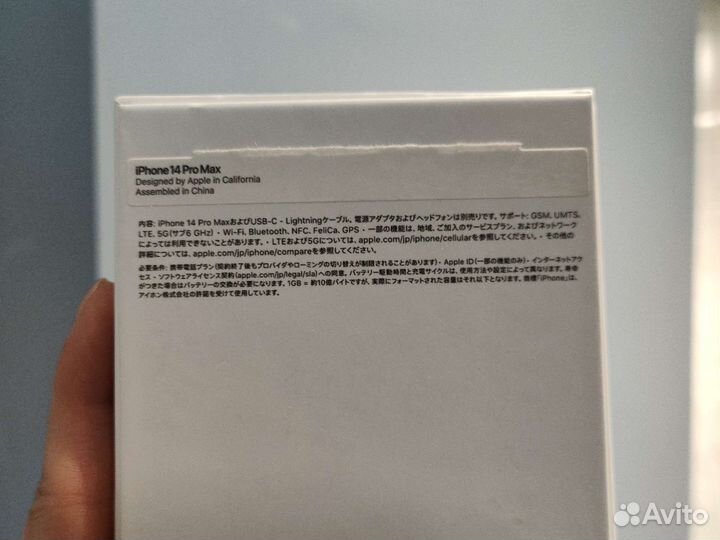 iPhone 14 Pro Max
Designed by Apple in California
Assembled in China
内容: iPhone 14 Pro MaxおよびUSB-C - Lightningケーブル。電源アダプタおよびヘッドフォンは別売りです。サポート: GSM、UMTS、
LTE、5G(サブ6 GHz)・Wi-Fi、Bluetooth、NFC、FeliCa、GPS・一部の機能は、地域、ご加入のサービスプラン、およびネットワーク
によっては利用できないことがあります。・LTEおよび5Gについては、apple.com/jp/iphone/cellularを参照してください。・その他の
詳細については、apple.com/jp/iphone/compareを参照してください。
必要条件: 携帯電話プラン(契約終了後もプロバイダやローミングの切り替えが制限されることがあります)・Apple ID(一部の機能のみ)・インターネットアク
セス・ソフトウェアライセンス契約(apple.com/jp/legal/sla)への同意。バッテリー駆動時間と充電サイクルは、使用方法や設定によって異なります。寿命
がつきた場合はバッテリーの交換が必要になります。1GB = 約10億バイトですが、実際にフォーマットされた容量はそれ以下となります。商標「iPhone」は、
アイホン株式会社の許諾を受けて使用しています。
Avito